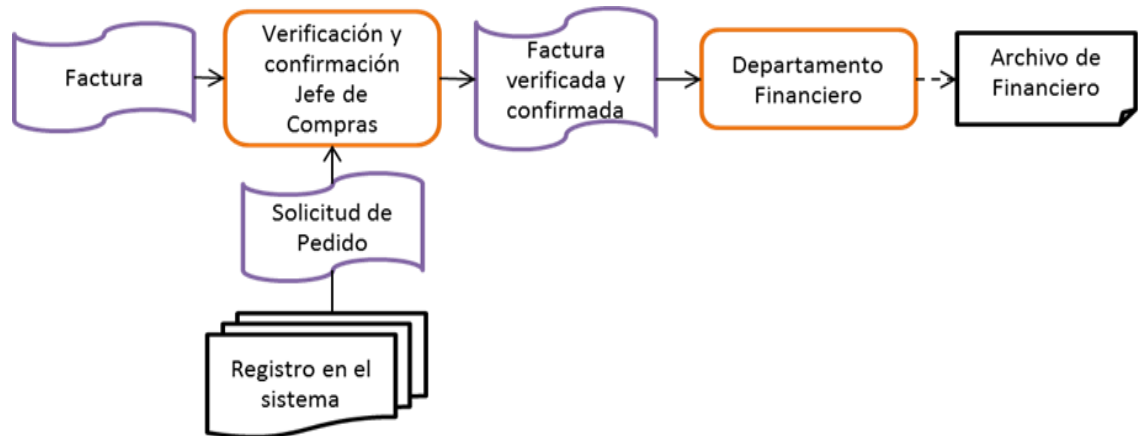 Factura
Verificación y
confirmación
Jefe de
Compras
Factura
verificada y
confirmada
Departamento
Financiero
Archivo de
Financiero
Solicitud de
Pedido
Registro en el
sistema